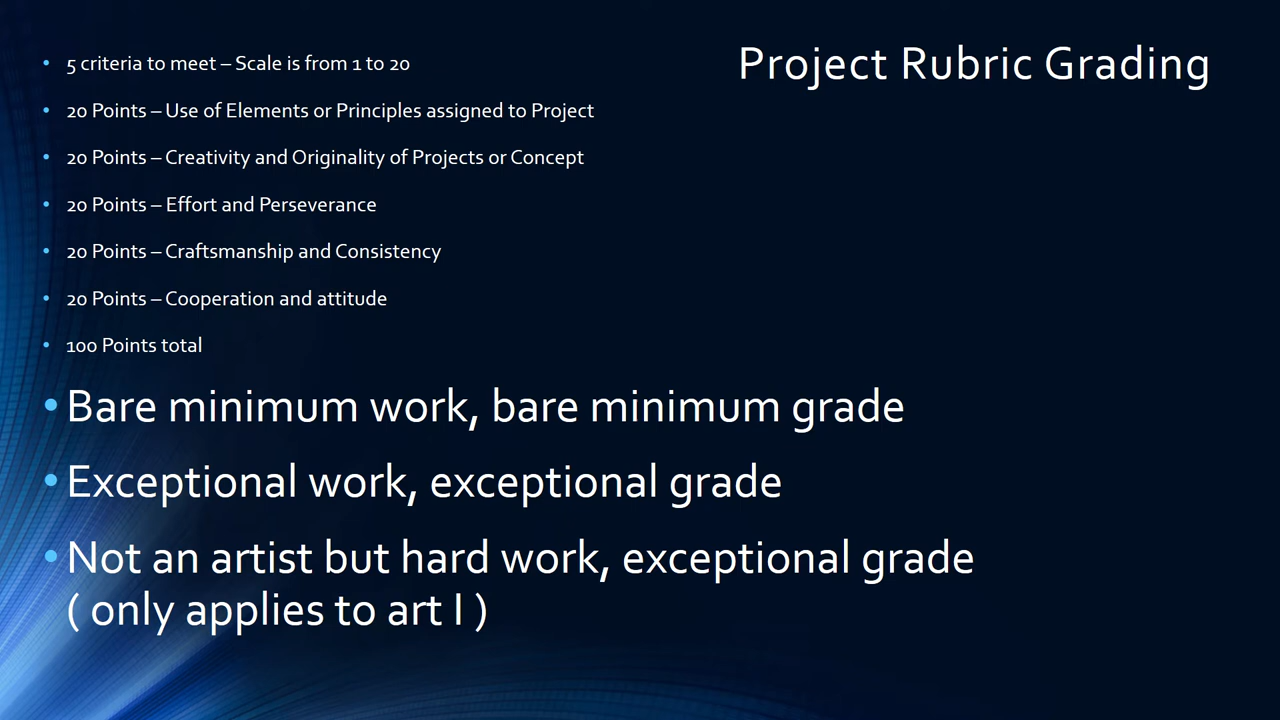 Project Rubric Grading
• 5 criteria to meet – Scale is from 1 to 20
• 20 Points – Use of Elements or Principles assigned to Project
• 20 Points – Creativity and Originality of Projects or Concept
• 20 Points – Effort and Perseverance
• 20 Points – Craftsmanship and Consistency
• 20 Points – Cooperation and attitude
• 100 Points total
• Bare minimum work, bare minimum grade
• Exceptional work, exceptional grade
• Not an artist but hard work, exceptional grade
( only applies to art l )